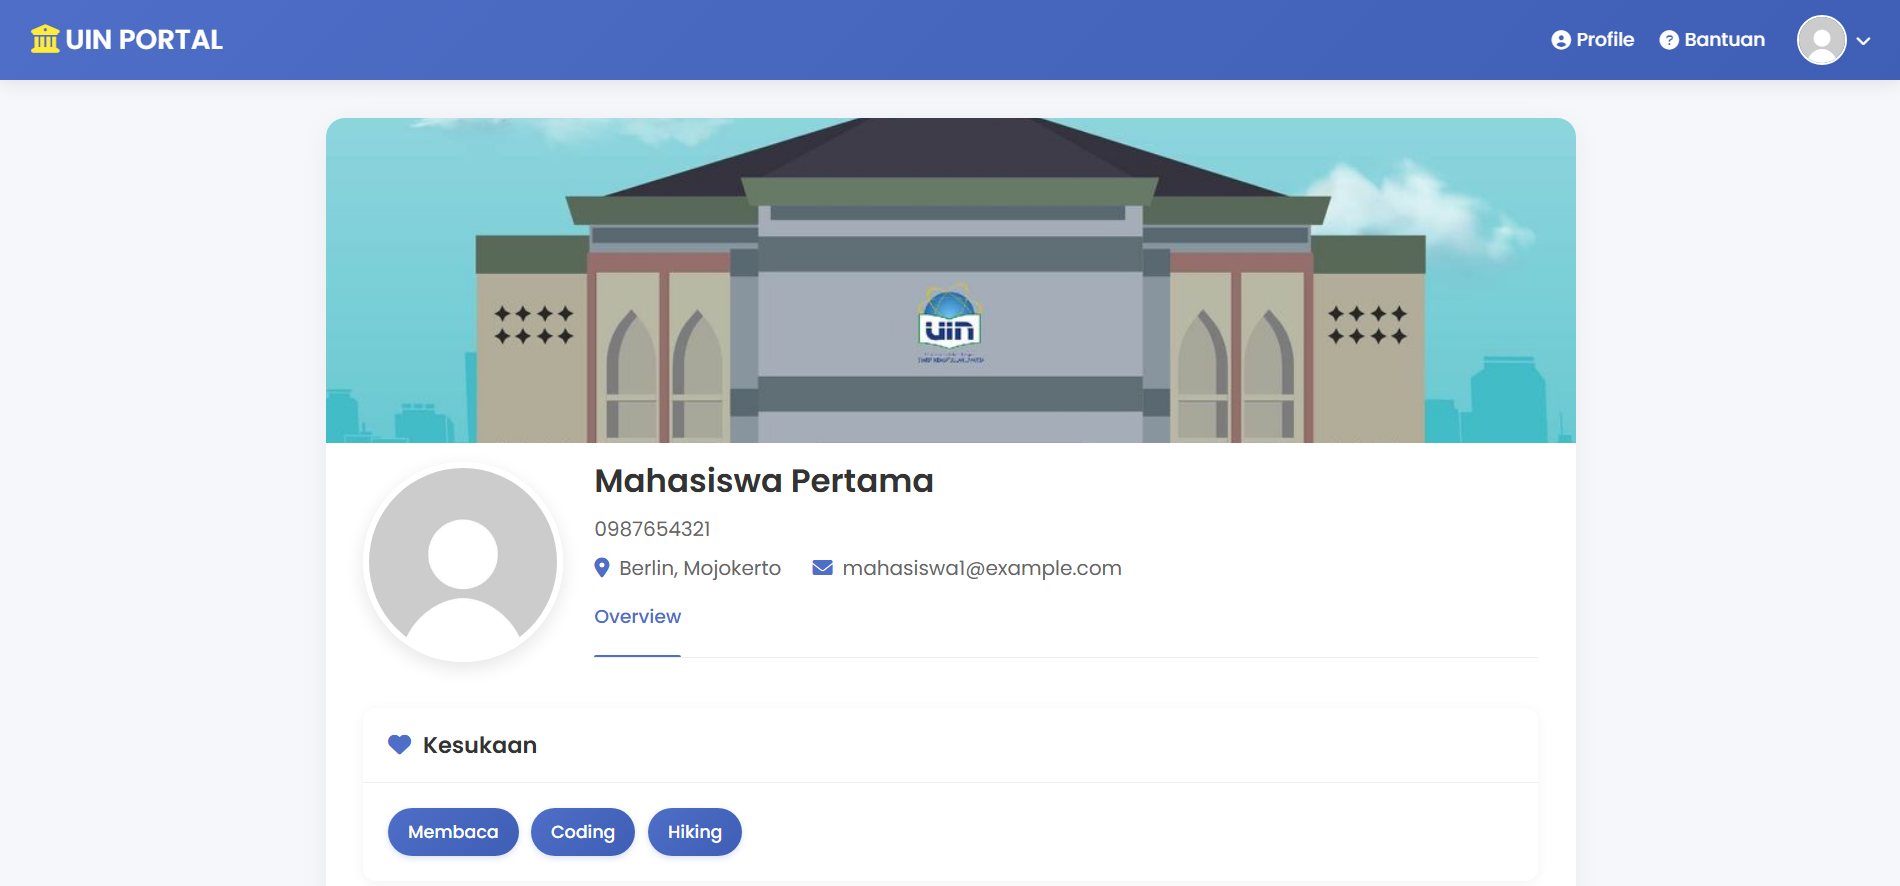 UIN PORTAL
Profile
Bantuan
uin
Mahasiswa Pertama
0987654321
Berlin, Mojokerto
mahasiswa1@example.com
Overview
Kesukaan
Membaca
Coding
Hiking